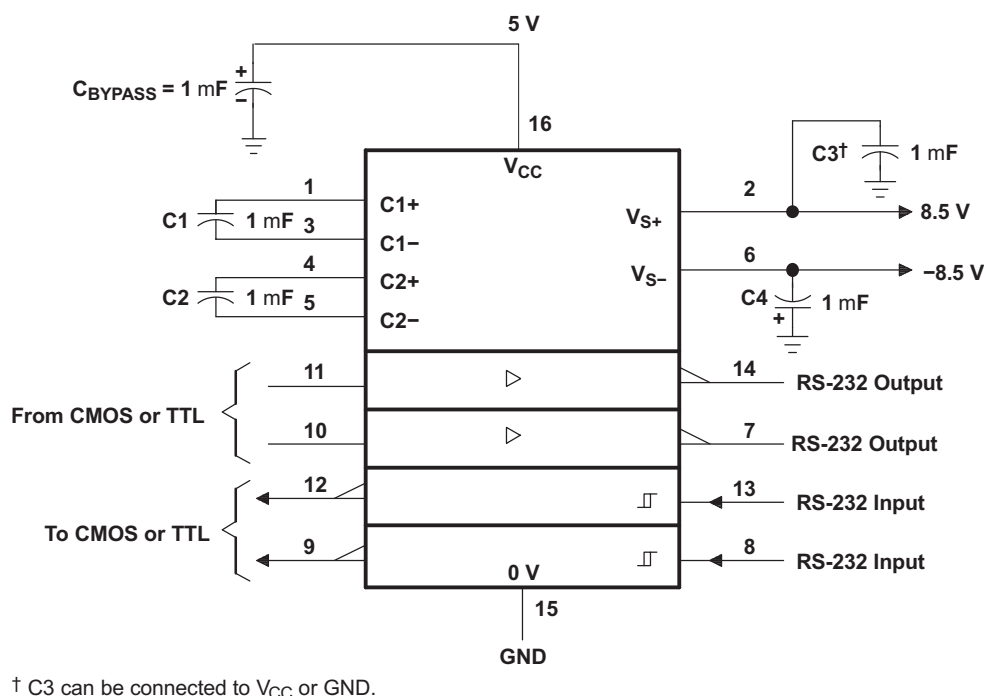 5 V
C_BYPASS = 1 mF
+
−
16
V_CC
C3†
1 mF
1
C1+
2
V_S+
8.5 V
C1
1 mF
3
C1−
4
C2+
6
V_S−
−8.5 V
C2
1 mF
5
C2−
C4
+
1 mF
11
14
RS-232 Output
From CMOS or TTL
10
7
RS-232 Output
12
13
RS-232 Input
To CMOS or TTL
9
8
RS-232 Input
0 V
15
GND
† C3 can be connected to V_CC or GND.